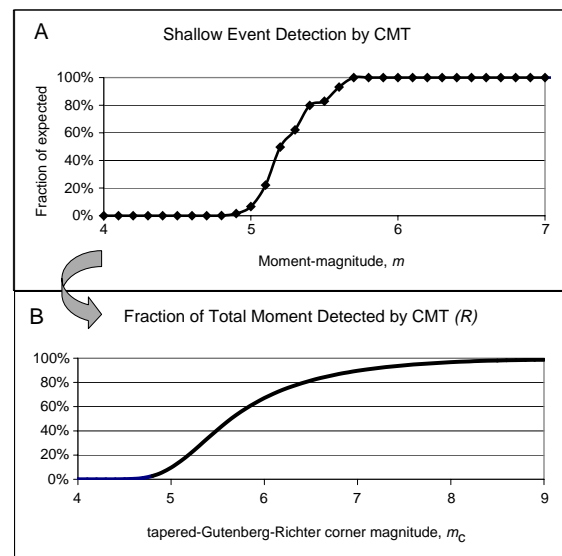 A
Shallow Event Detection by CMT
Fraction of expected
100%
80%
60%
40%
20%
0%
4 5 6 7
Moment-magnitude, m
B
Fraction of Total Moment Detected by CMT (R)
100%
80%
60%
40%
20%
0%
4 5 6 7 8 9
tapered-Gutenberg-Richter corner magnitude, mc